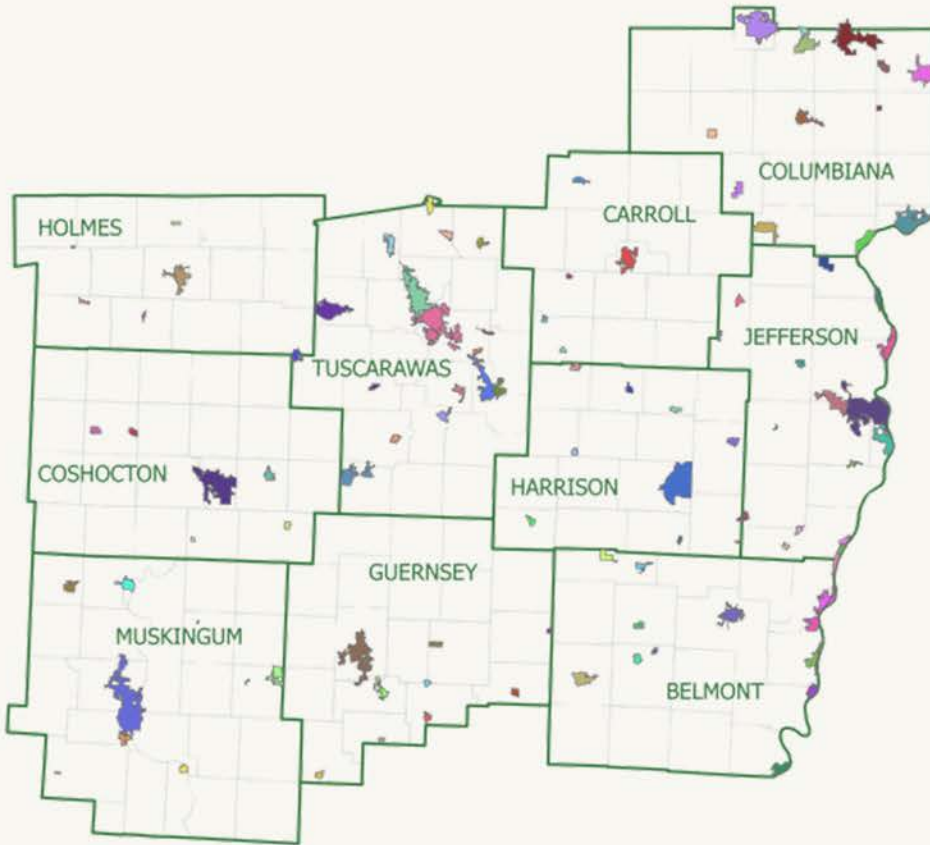 COLUMBIANA
CARROLL
HOLMES
JEFFERSON
TUSCARAWAS
COSHOCTON
HARRISON
GUERNSEY
MUSKINGUM
BELMONT